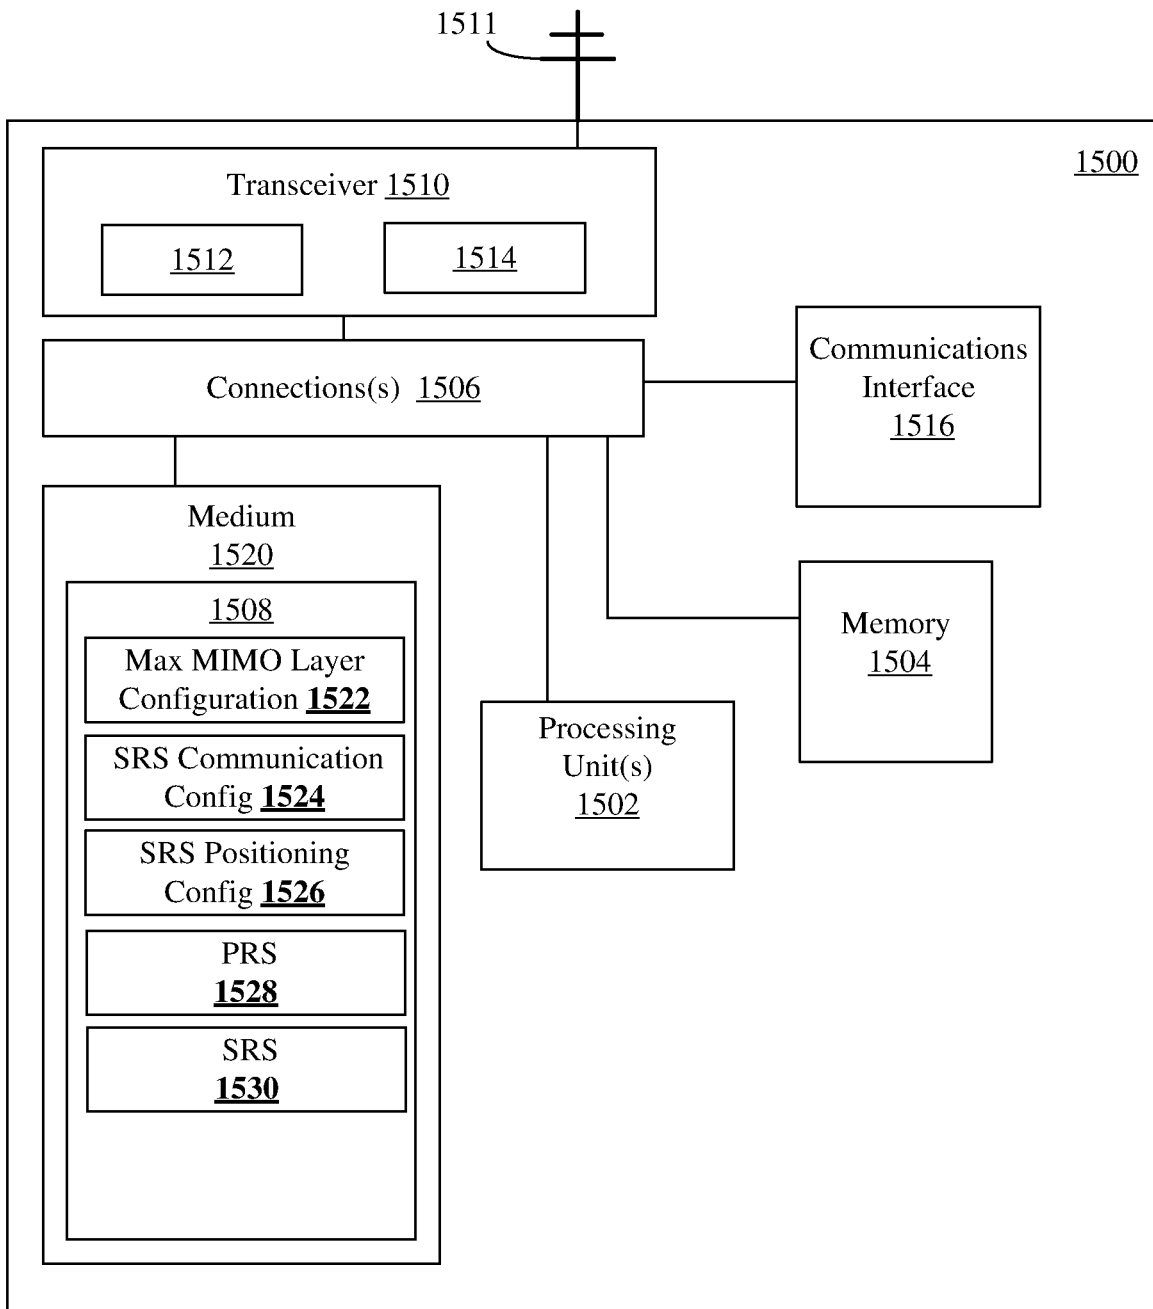 1511
1500
Transceiver 1510
1512
1514
Connections(s) 1506
Communications
Interface
1516
Medium
1520
1508
Max MIMO Layer
Configuration 1522
SRS Communication
Config 1524
SRS Positioning
Config 1526
PRS
1528
SRS
1530
Processing
Unit(s)
1502
Memory
1504